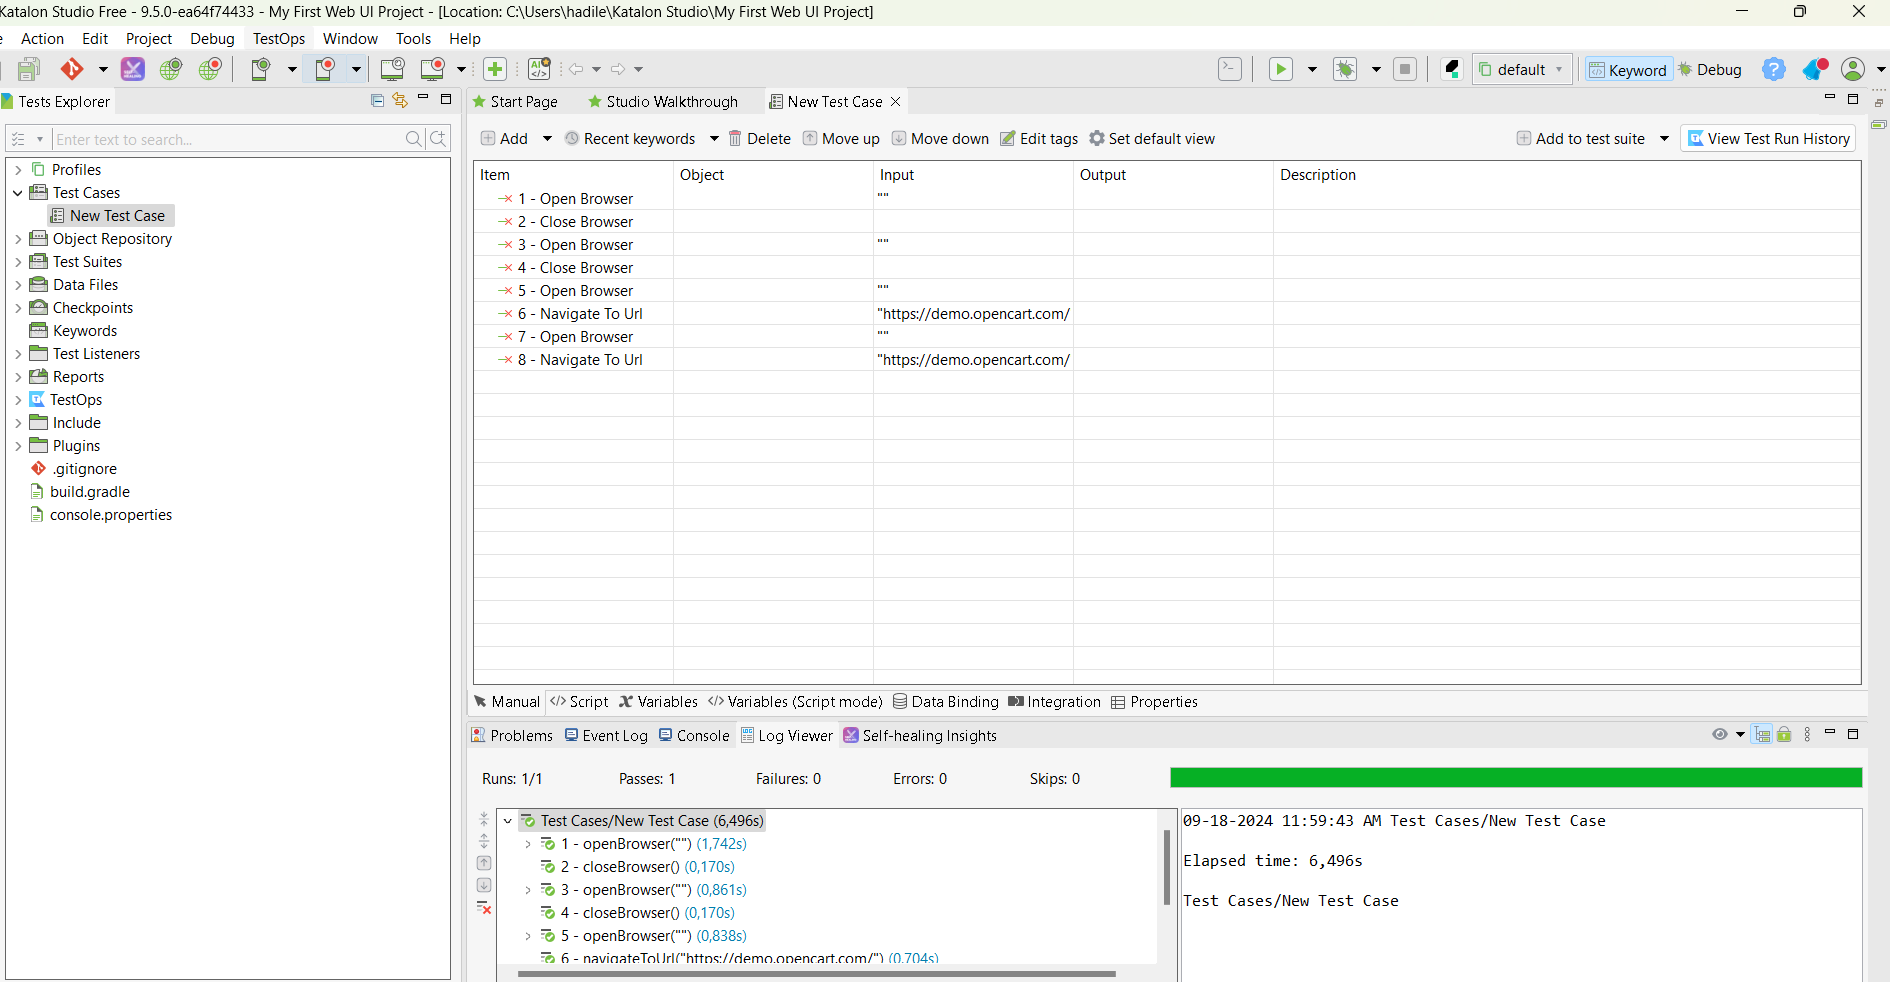 Katalon Studio Free - 9.5.0-ea64f74433 - My First Web UI Project - [Location: C:\Users\hadile\Katalon Studio\My First Web UI Project]
e Action Edit Project Debug TestOps Window Tools Help
default Keyword Debug
Tests Explorer
Start Page Studio Walkthrough New Test Case
Enter text to search...
Add Recent keywords Delete Move up Move down Edit tags Set default view Add to test suite View Test Run History
Profiles
Test Cases
New Test Case
Object Repository
Test Suites
Data Files
Checkpoints
Keywords
Test Listeners
Reports
TestOps
Include
Plugins
.gitignore
build.gradle
console.properties
Item Object Input Output Description
1 - Open Browser ""
2 - Close Browser
3 - Open Browser ""
4 - Close Browser
5 - Open Browser ""
6 - Navigate To Url "https://demo.opencart.com/
7 - Open Browser ""
8 - Navigate To Url "https://demo.opencart.com/
Manual Script Variables Variables (Script mode) Data Binding Integration Properties
Problems Event Log Console Log Viewer Self-healing Insights
Runs: 1/1 Passes: 1 Failures: 0 Errors: 0 Skips: 0
Test Cases/New Test Case (6,496s)
1 - openBrowser("") (1,742s)
2 - closeBrowser() (0,170s)
3 - openBrowser("") (0,861s)
4 - closeBrowser() (0,170s)
5 - openBrowser("") (0,838s)
6 - navigateToUrl("https://demo.opencart.com/") (0,704s)
09-18-2024 11:59:43 AM Test Cases/New Test Case
Elapsed time: 6,496s
Test Cases/New Test Case